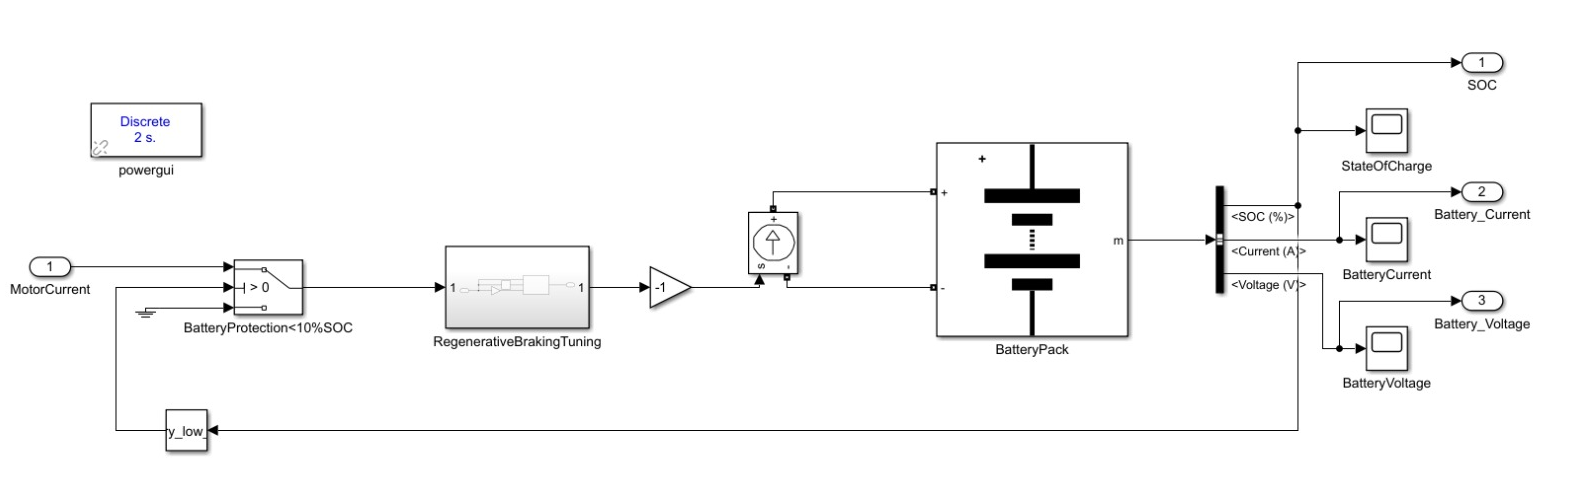 1
SOC
Discrete
2 s.
powergui
StateOfCharge
+
+
2
Battery_Current
<SOC (%)>
+
s
-
m
<Current (A)>
BatteryCurrent
1
MotorCurrent
> 0
BatteryProtection<10%SOC
1
1
RegenerativeBrakingTuning
-1
-
<Voltage (V)>
3
Battery_Voltage
BatteryPack
BatteryVoltage
y_low_